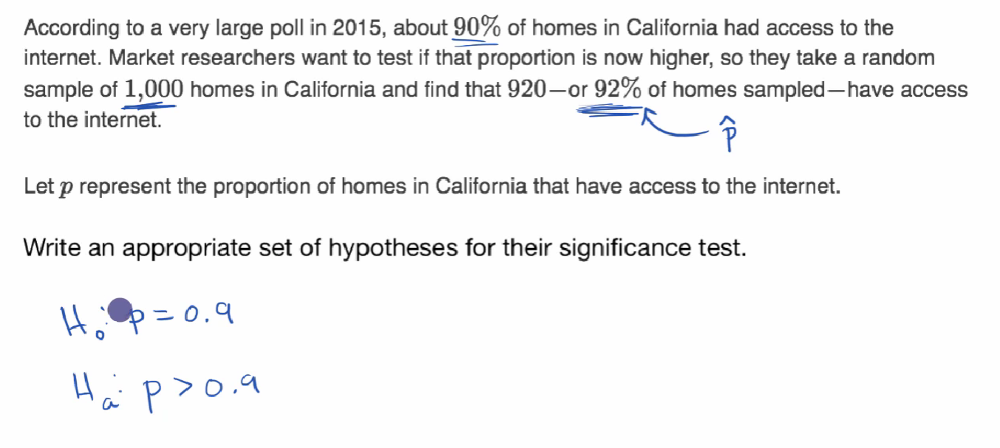 According to a very large poll in 2015, about 90% of homes in California had access to the
internet. Market researchers want to test if that proportion is now higher, so they take a random
sample of 1,000 homes in California and find that 920—or 92% of homes sampled—have access
to the internet.
p̂
Let p represent the proportion of homes in California that have access to the internet.
Write an appropriate set of hypotheses for their significance test.
H₀: p = 0.9
Hₐ: p > 0.9